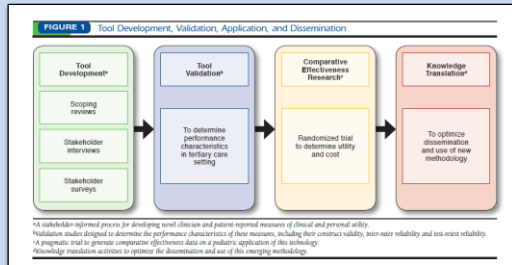 FIGURE 1 Tool Development, Validation, Application, and Dissemination
Tool
Developmentᵃ
Scoping
reviews
Stakeholder
interviews
Stakeholder
surveys
Tool
Validationᵇ
To determine
performance
characteristics
in tertiary care
setting
Comparative
Effectiveness
Researchᶜ
Randomized trial
to determine utility
and cost
Knowledge
Translationᵈ
To optimize
dissemination
and use of new
methodology
ᵃA stakeholder-informed process for developing novel clinician and patient-reported measures of clinical and personal utility.
ᵇValidation studies designed to determine the performance characteristics of these measures, including their construct validity, inter-rater reliability and test-retest reliability.
ᶜA pragmatic trial to generate comparative effectiveness data on a pediatric application of this technology.
ᵈKnowledge translation activities to optimize the dissemination and use of this emerging methodology.